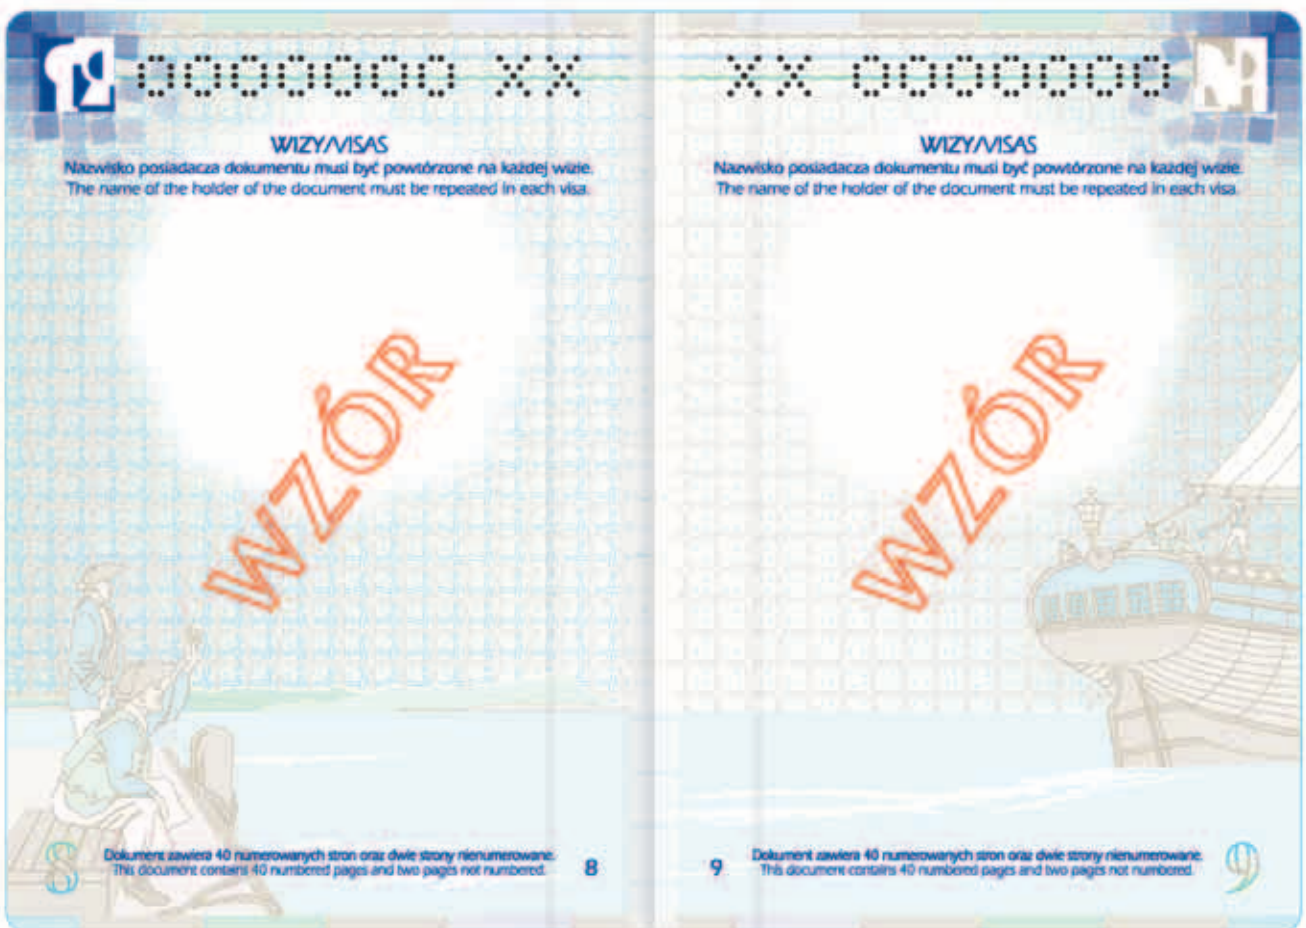 0000000 XX
WIZY/VISAS
Nazwisko posiadacza dokumentu musi być powtórzone na każdej wizie.
The name of the holder of the document must be repeated in each visa.
WZÓR
8
Dokument zawiera 40 numerowanych stron oraz dwie strony nienumerowane.
This document contains 40 numbered pages and two pages not numbered.
8
XX 0000000
WIZY/VISAS
Nazwisko posiadacza dokumentu musi być powtórzone na każdej wizie.
The name of the holder of the document must be repeated in each visa.
WZÓR
9
Dokument zawiera 40 numerowanych stron oraz dwie strony nienumerowane.
This document contains 40 numbered pages and two pages not numbered.
9